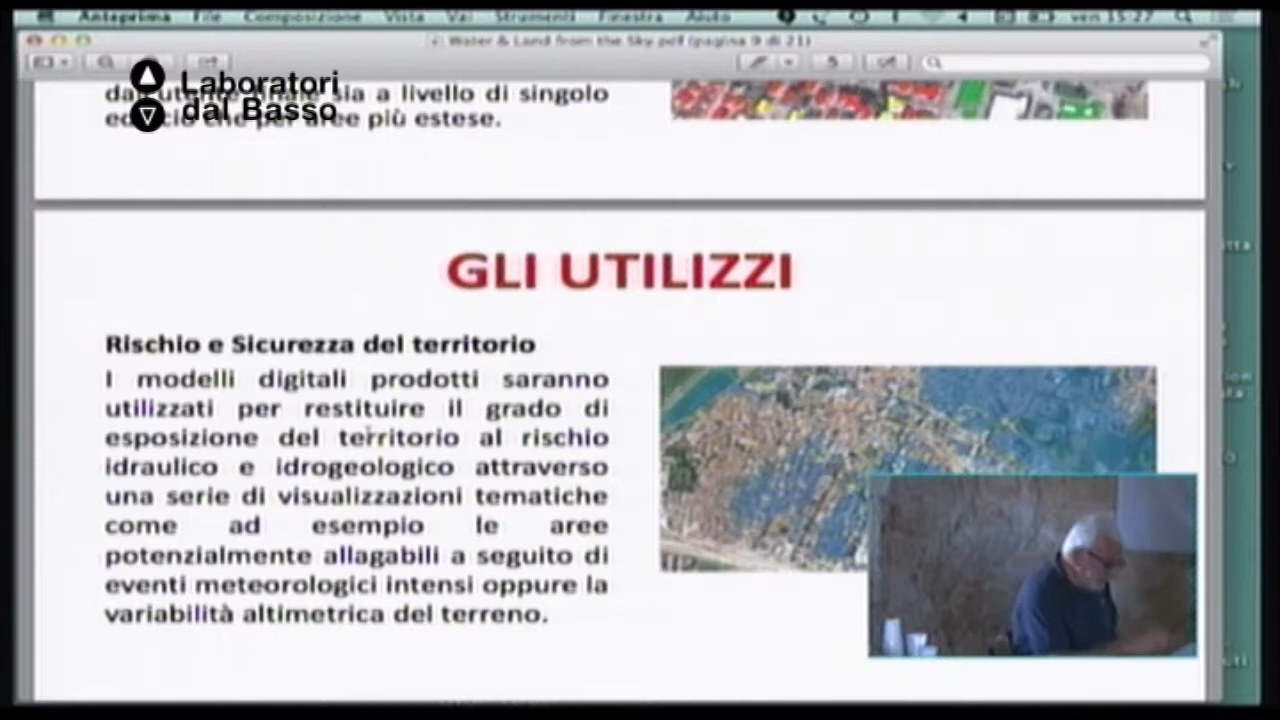 Anteprima File Composizione Vista Vai Strumenti Finestra Aiuto ven 15:27
Water & Land from the Sky.pdf (pagina 9 di 21)
Laboratori
dal Basso
sia a livello di singolo
che per aree più estese.
GLI UTILIZZI
Rischio e Sicurezza del territorio
I modelli digitali prodotti saranno
utilizzati per restituire il grado di
esposizione del territorio al rischio
idraulico e idrogeologico attraverso
una serie di visualizzazioni tematiche
come ad esempio le aree
potenzialmente allagabili a seguito di
eventi meteorologici intensi oppure la
variabilità altimetrica del terreno.